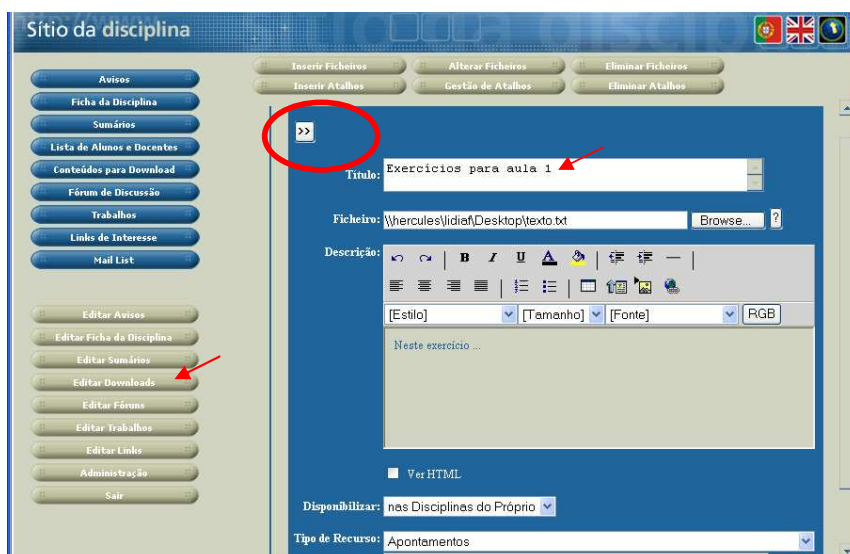 Sítio da disciplina
Inserir Ficheiros Alterar Ficheiros Eliminar Ficheiros
Inserir Atalhos Gestão de Atalhos Eliminar Atalhos
Avisos
Ficha da Disciplina
Sumários
Lista de Alunos e Docentes
Conteúdos para Download
Fórum de Discussão
Trabalhos
Links de Interesse
Mail List
Editar Avisos
Editar Ficha da Disciplina
Editar Sumários
Editar Downloads
Editar Fóruns
Editar Trabalhos
Editar Links
Administração
Sair
>>
Título: Exercícios para aula 1
Ficheiro: \\hercules\lidiaf\Desktop\texto.txt Browse... ?
Descrição:
B I U A
[Estilo] [Tamanho] [Fonte] RGB
Neste exercício ...
Ver HTML
Disponibilizar: nas Disciplinas do Próprio
Tipo de Recurso: Apontamentos